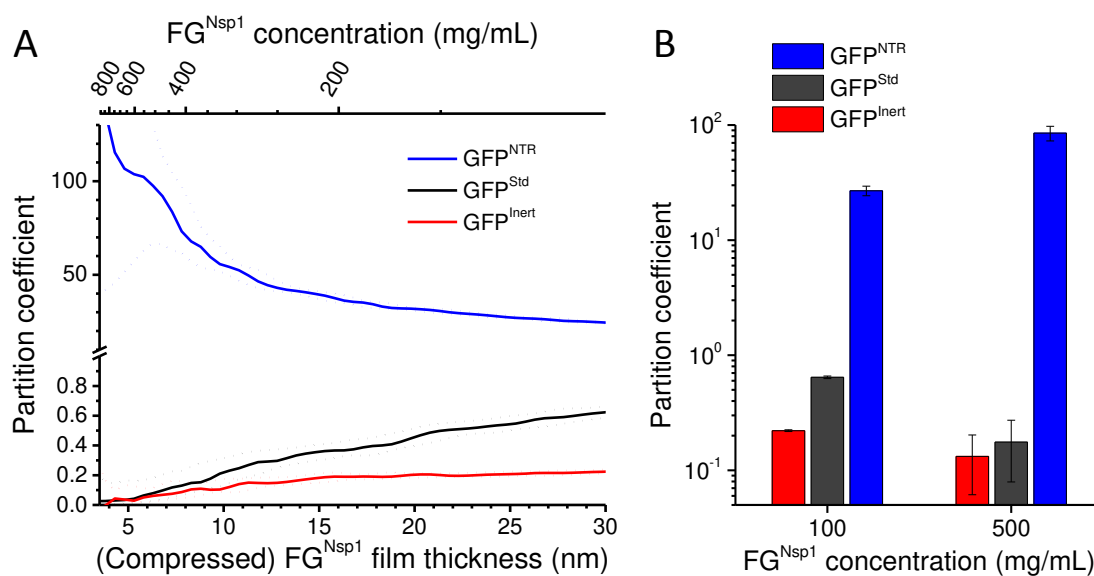 A
FG^Nsp1 concentration (mg/mL)
800 600 400 200
Partition coefficient
100
50
0.8
0.6
0.4
0.2
0.0
GFP^NTR
GFP^Std
GFP^Inert
5 10 15 20 25 30
(Compressed) FG^Nsp1 film thickness (nm)
B
GFP^NTR
GFP^Std
GFP^Inert
Partition coefficient
10^2
10^1
10^0
10^-1
100 500
FG^Nsp1 concentration (mg/mL)